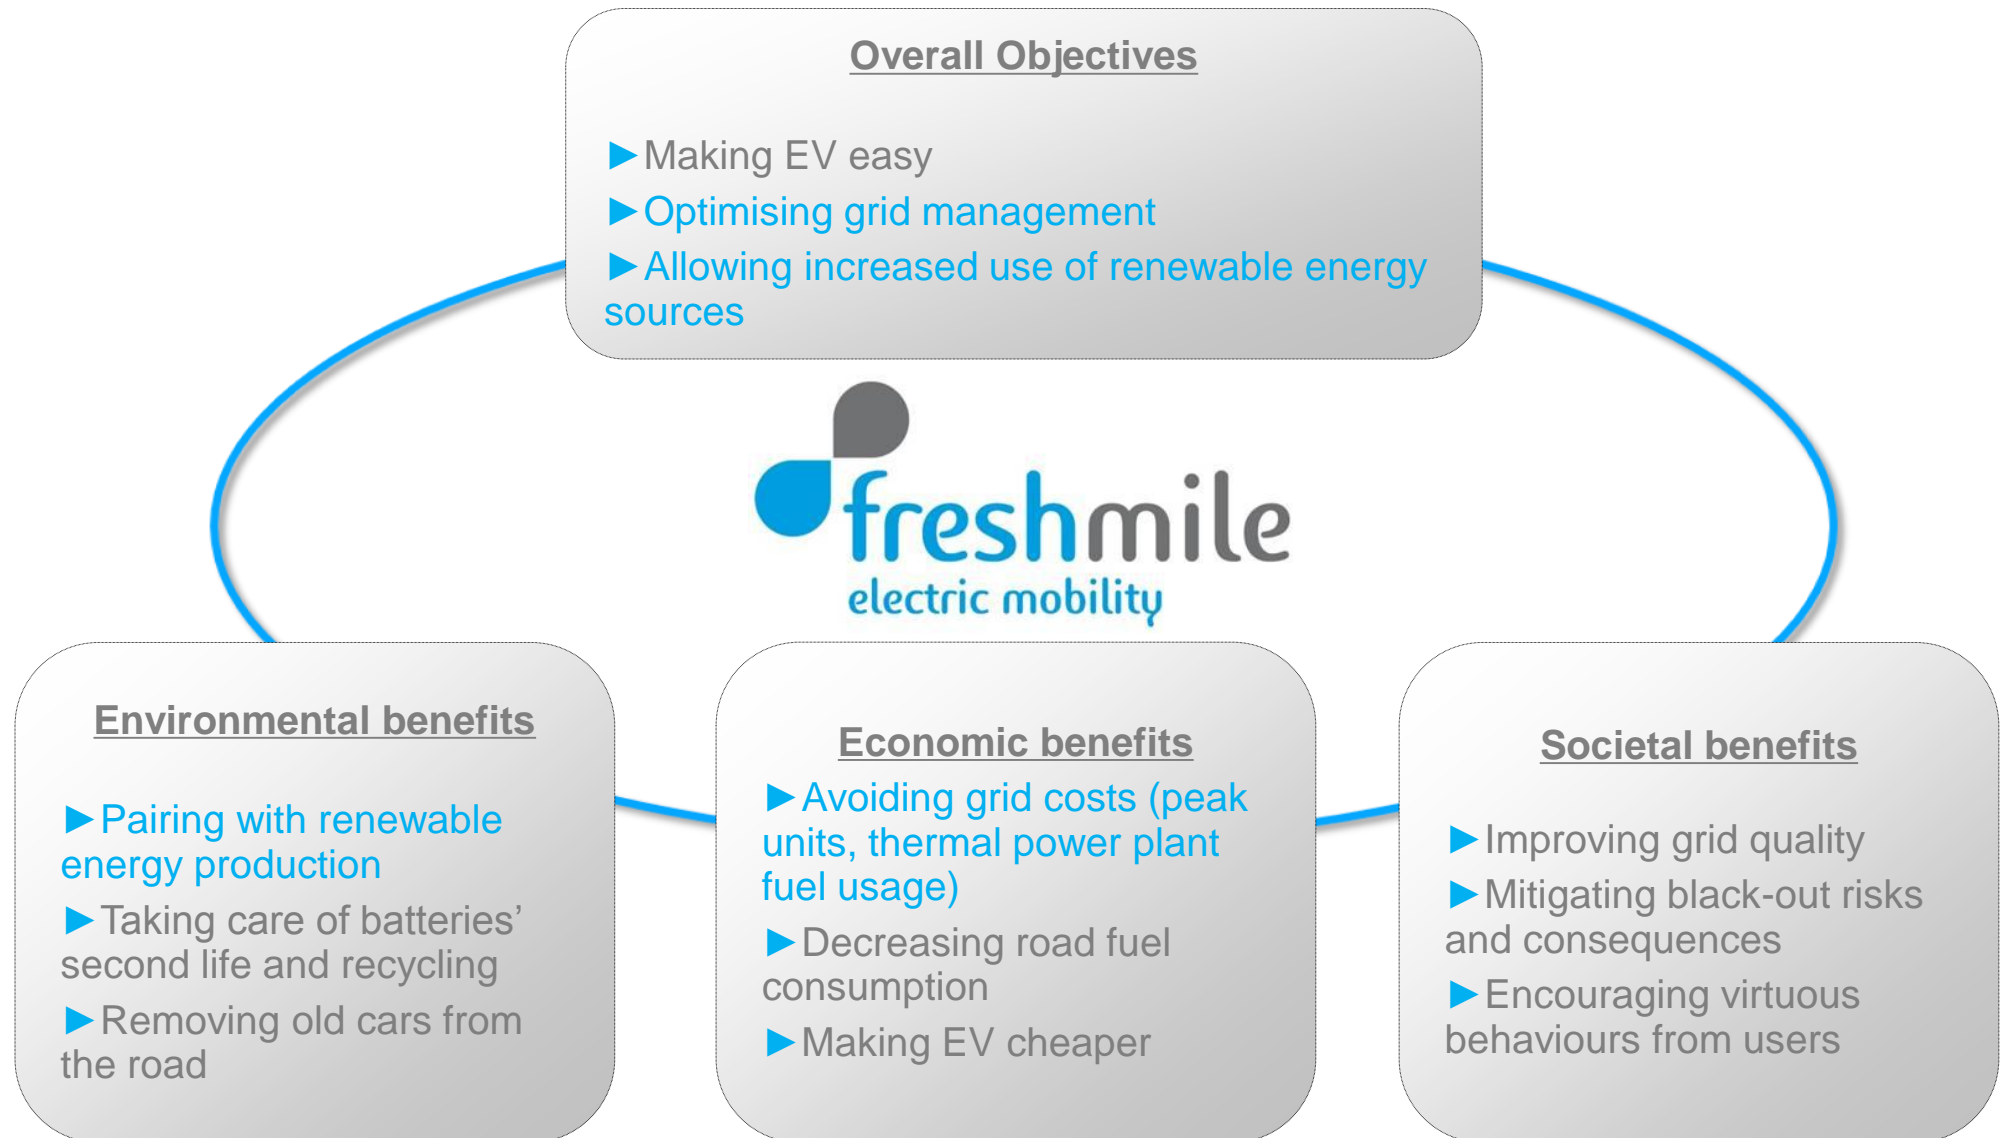 Overall Objectives
►Making EV easy
►Optimising grid management
►Allowing increased use of renewable energy
sources
freshmile
electric mobility
Environmental benefits
►Pairing with renewable
energy production
►Taking care of batteries’
second life and recycling
►Removing old cars from
the road
Economic benefits
►Avoiding grid costs (peak
units, thermal power plant
fuel usage)
►Decreasing road fuel
consumption
►Making EV cheaper
Societal benefits
►Improving grid quality
►Mitigating black-out risks
and consequences
►Encouraging virtuous
behaviours from users